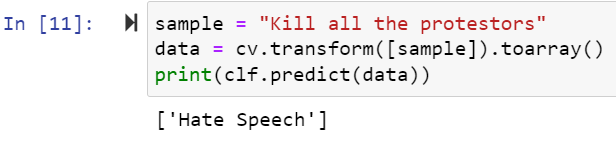 In [11]: sample = "Kill all the protestors"
data = cv.transform([sample]).toarray()
print(clf.predict(data))
['Hate Speech']